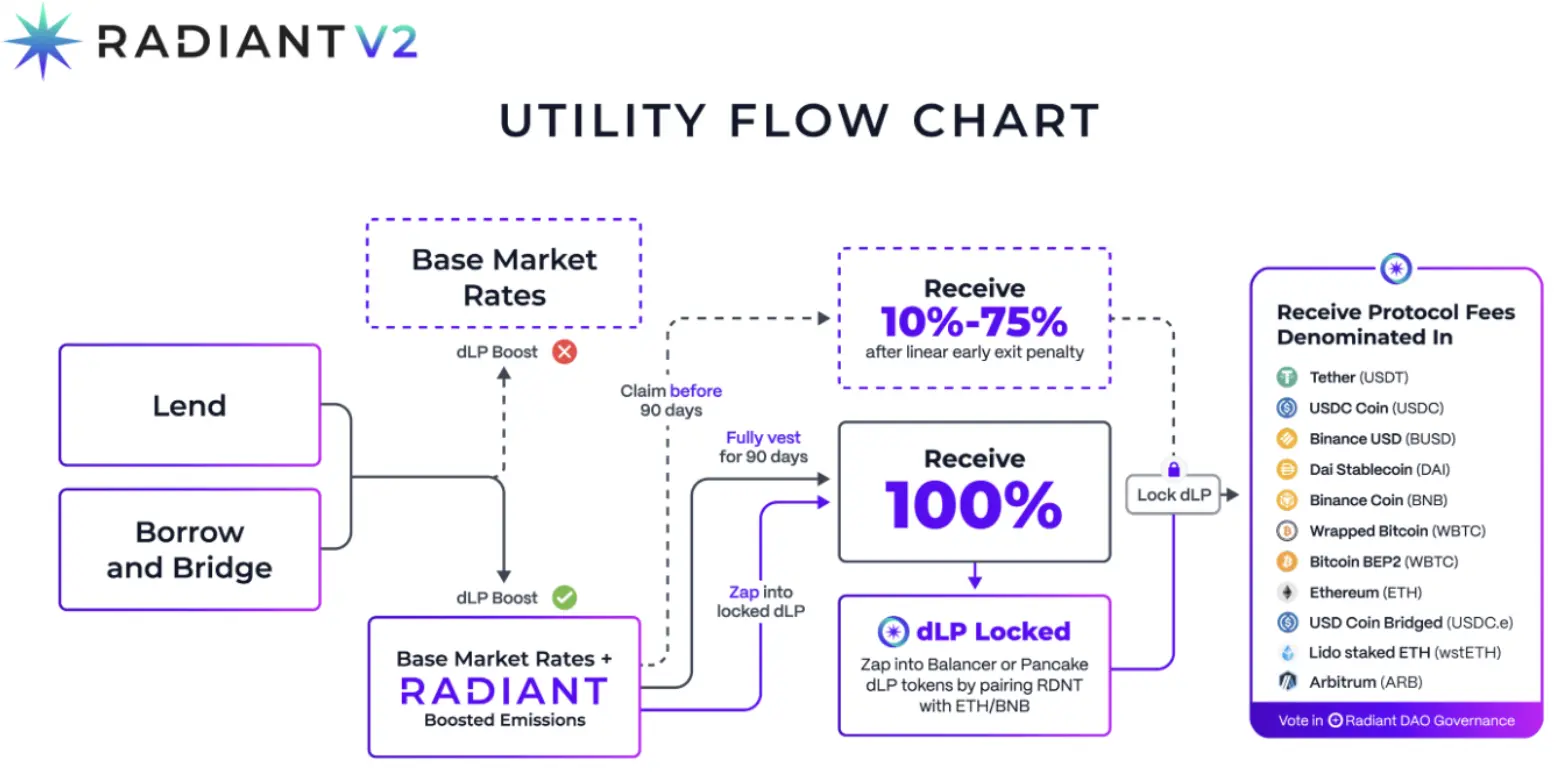 RADIANT V2
UTILITY FLOW CHART
Lend
Borrow
and Bridge
Base Market
Rates
dLP Boost
dLP Boost
Base Market Rates +
RADIANT
Boosted Emissions
Claim before
90 days
Fully vest
for 90 days
Zap into
locked dLP
Receive
10%-75%
after linear early exit penalty
Receive
100%
dLP Locked
Zap into Balancer or Pancake
dLP tokens by pairing RDNT
with ETH/BNB
Lock dLP
Receive Protocol Fees
Denominated In
Tether (USDT)
USDC Coin (USDC)
Binance USD (BUSD)
Dai Stablecoin (DAI)
Binance Coin (BNB)
Wrapped Bitcoin (WBTC)
Bitcoin BEP2 (WBTC)
Ethereum (ETH)
USD Coin Bridged (USDC.e)
Lido staked ETH (wstETH)
Arbitrum (ARB)
Vote in Radiant DAO Governance